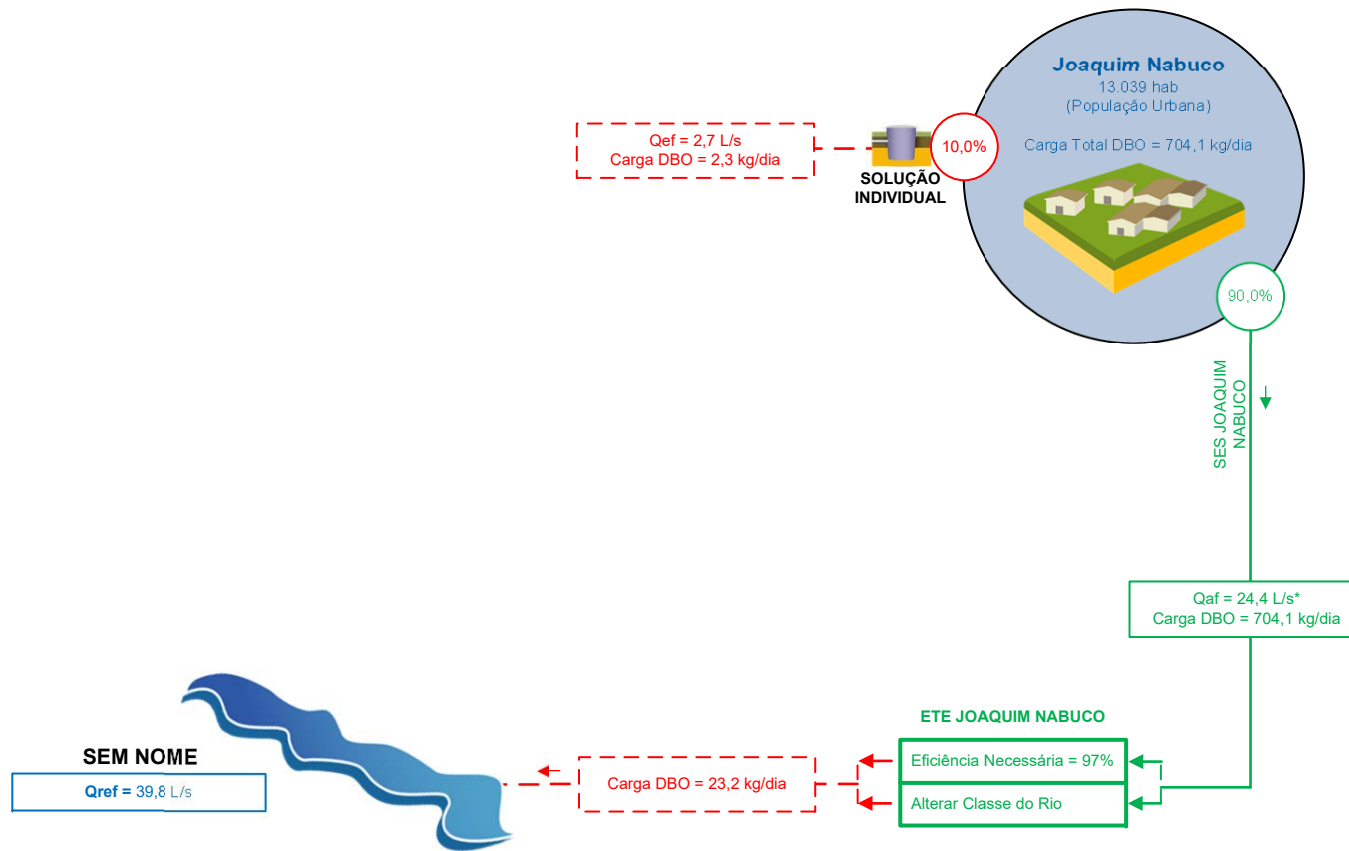 Joaquim Nabuco
13.039 hab
(População Urbana)
Carga Total DBO = 704,1 kg/dia
Qef = 2,7 L/s
Carga DBO = 2,3 kg/dia
10,0%
SOLUÇÃO
INDIVIDUAL
90,0%
SES JOAQUIM
NABUCO
Qaf = 24,4 L/s*
Carga DBO = 704,1 kg/dia
ETE JOAQUIM NABUCO
Eficiência Necessária = 97%
Alterar Classe do Rio
Carga DBO = 23,2 kg/dia
SEM NOME
Qref = 39,8 L/s